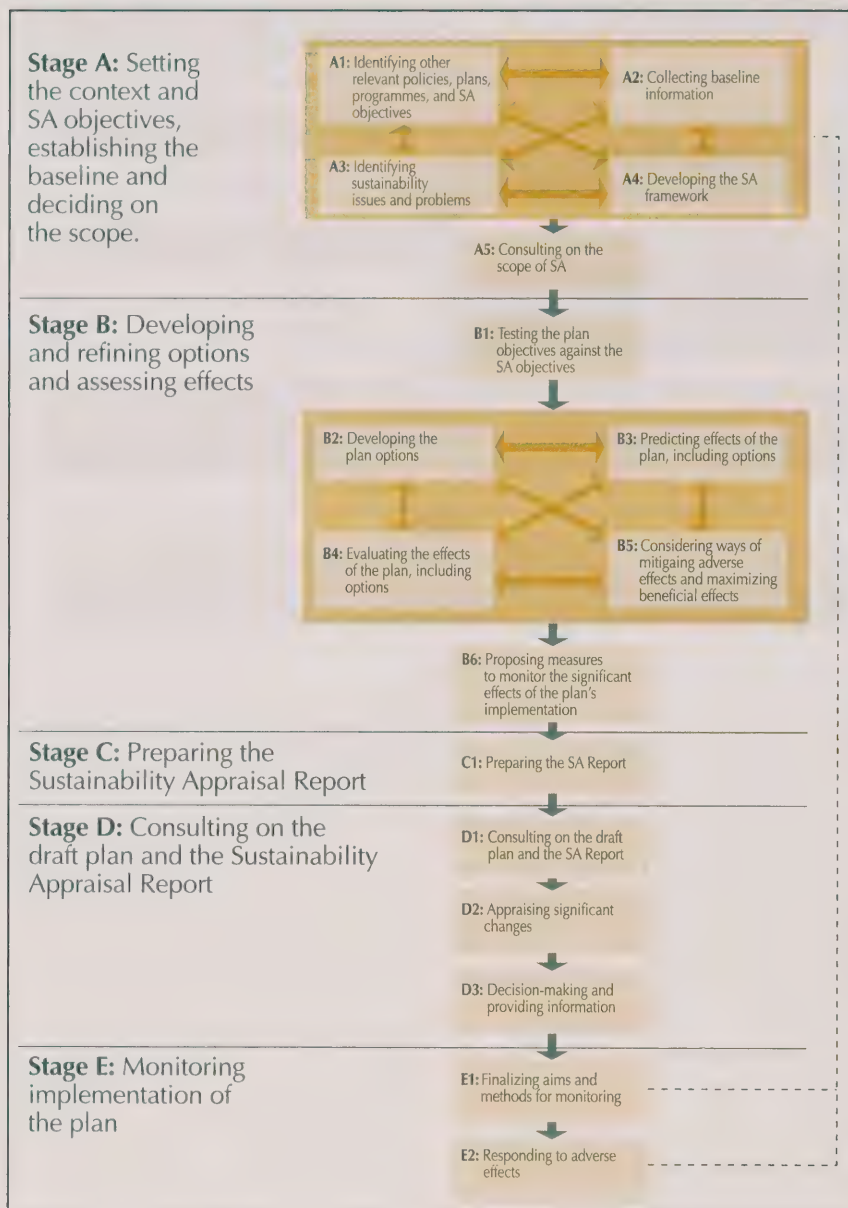 Stage A: Setting
the context and
SA objectives,
establishing the
baseline and
deciding on
the scope.
A1: Identifying other
relevant policies, plans,
programmes, and SA
objectives
A2: Collecting baseline
information
A3: Identifying
sustainability
issues and problems
A4: Developing the SA
framework
A5: Consulting on the
scope of SA
Stage B: Developing
and refining options
and assessing effects
B1: Testing the plan
objectives against the
SA objectives
B2: Developing the
plan options
B3: Predicting effects of the
plan, including options
B4: Evaluating the effects
of the plan, including
options
B5: Considering ways of
mitigaing adverse
effects and maximizing
beneficial effects
B6: Proposing measures
to monitor the significant
effects of the plan's
implementation
Stage C: Preparing the
Sustainability Appraisal Report
C1: Preparing the SA Report
Stage D: Consulting on the
draft plan and the Sustainability
Appraisal Report
D1: Consulting on the draft
plan and the SA Report
D2: Appraising significant
changes
D3: Decision-making and
providing information
Stage E: Monitoring
implementation of
the plan
E1: Finalizing aims and
methods for monitoring
E2: Responding to adverse
effects